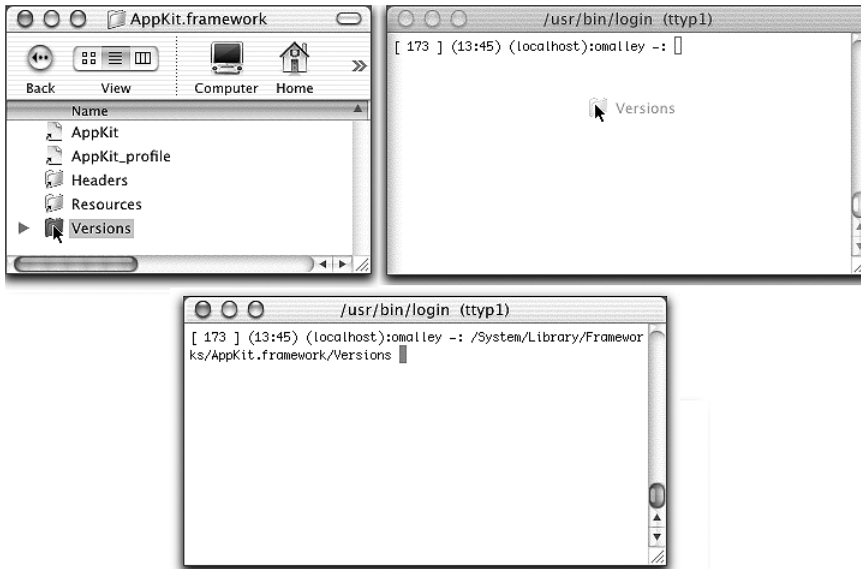 AppKit.framework
Back
View
Computer
Home
Name
AppKit
AppKit_profile
Headers
Resources
Versions
/usr/bin/login (ttyp1)
[ 173 ] (13:45) (localhost):omalley ~:
Versions
/usr/bin/login (ttyp1)
[ 173 ] (13:45) (localhost):omalley ~: /System/Library/Framewor
ks/AppKit.framework/Versions